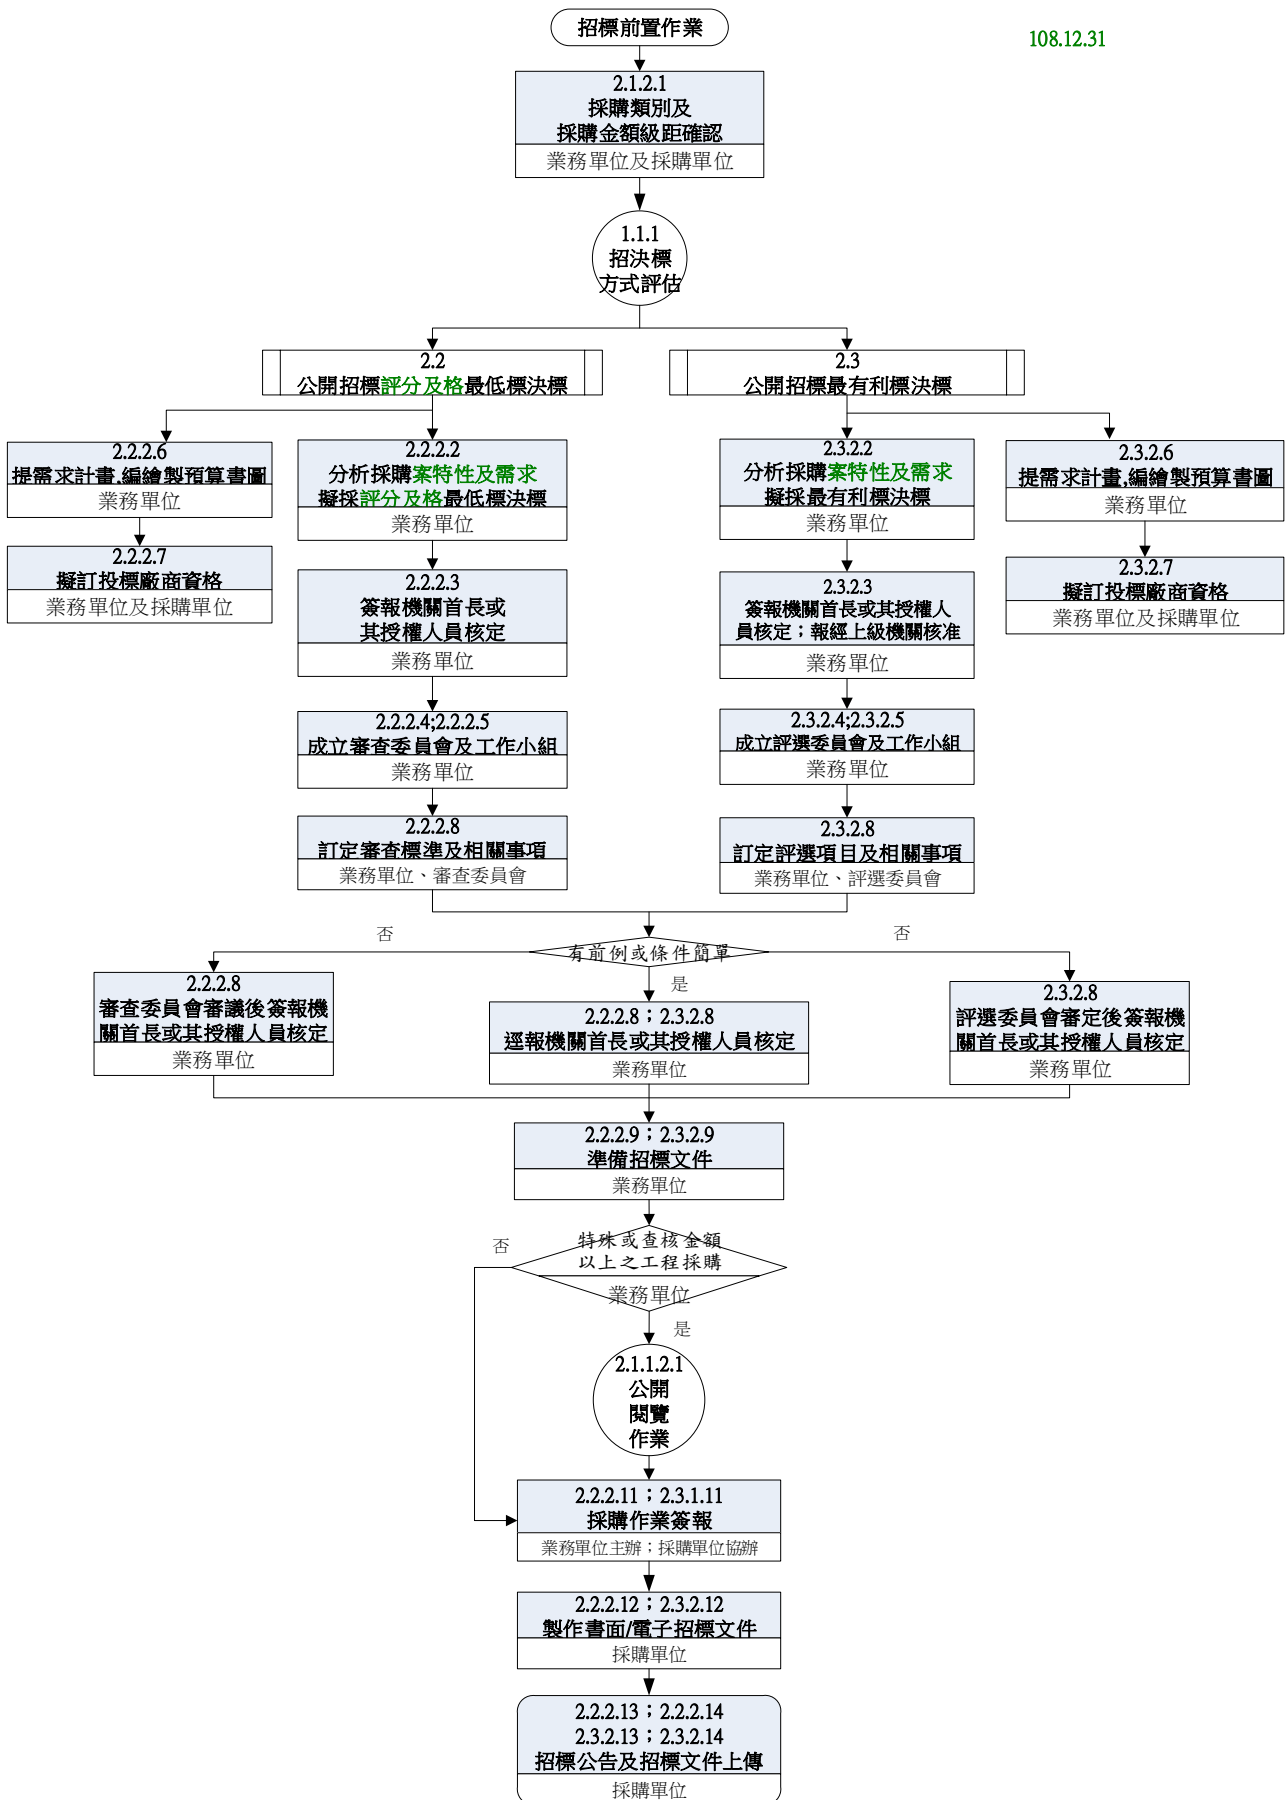 招標前置作業
108.12.31
2.1.2.1
採購類別及
採購金額級距確認
業務單位及採購單位
1.1.1
招決標
方式評估
2.2
公開招標評分及格最低標決標
2.3
公開招標最有利標決標
2.2.2.6
提需求計畫,編繪製預算書圖
業務單位
2.2.2.7
擬訂投標廠商資格
業務單位及採購單位
2.2.2.2
分析採購案特性及需求
擬採評分及格最低標決標
業務單位
2.2.2.3
簽報機關首長或
其授權人員核定
業務單位
2.2.2.4;2.2.2.5
成立審查委員會及工作小組
業務單位
2.2.2.8
訂定審查標準及相關事項
業務單位、審查委員會
2.3.2.2
分析採購案特性及需求
擬採最有利標決標
業務單位
2.3.2.3
簽報機關首長或其授權人
員核定；報經上級機關核准
業務單位
2.3.2.4;2.3.2.5
成立評選委員會及工作小組
業務單位
2.3.2.8
訂定評選項目及相關事項
業務單位、評選委員會
2.3.2.6
提需求計畫,編繪製預算書圖
業務單位
2.3.2.7
擬訂投標廠商資格
業務單位及採購單位
有前例或條件簡單
否
否
是
2.2.2.8
審查委員會審議後簽報機
關首長或其授權人員核定
業務單位
2.2.2.8；2.3.2.8
逕報機關首長或其授權人員核定
業務單位
2.3.2.8
評選委員會審定後簽報機
關首長或其授權人員核定
業務單位
2.2.2.9；2.3.2.9
準備招標文件
業務單位
特殊或查核金額
以上之工程採購
業務單位
否
是
2.1.1.2.1
公開
閱覽
作業
2.2.2.11；2.3.1.11
採購作業簽報
業務單位主辦；採購單位協辦
2.2.2.12；2.3.2.12
製作書面/電子招標文件
採購單位
2.2.2.13；2.2.2.14
2.3.2.13；2.3.2.14
招標公告及招標文件上傳
採購單位